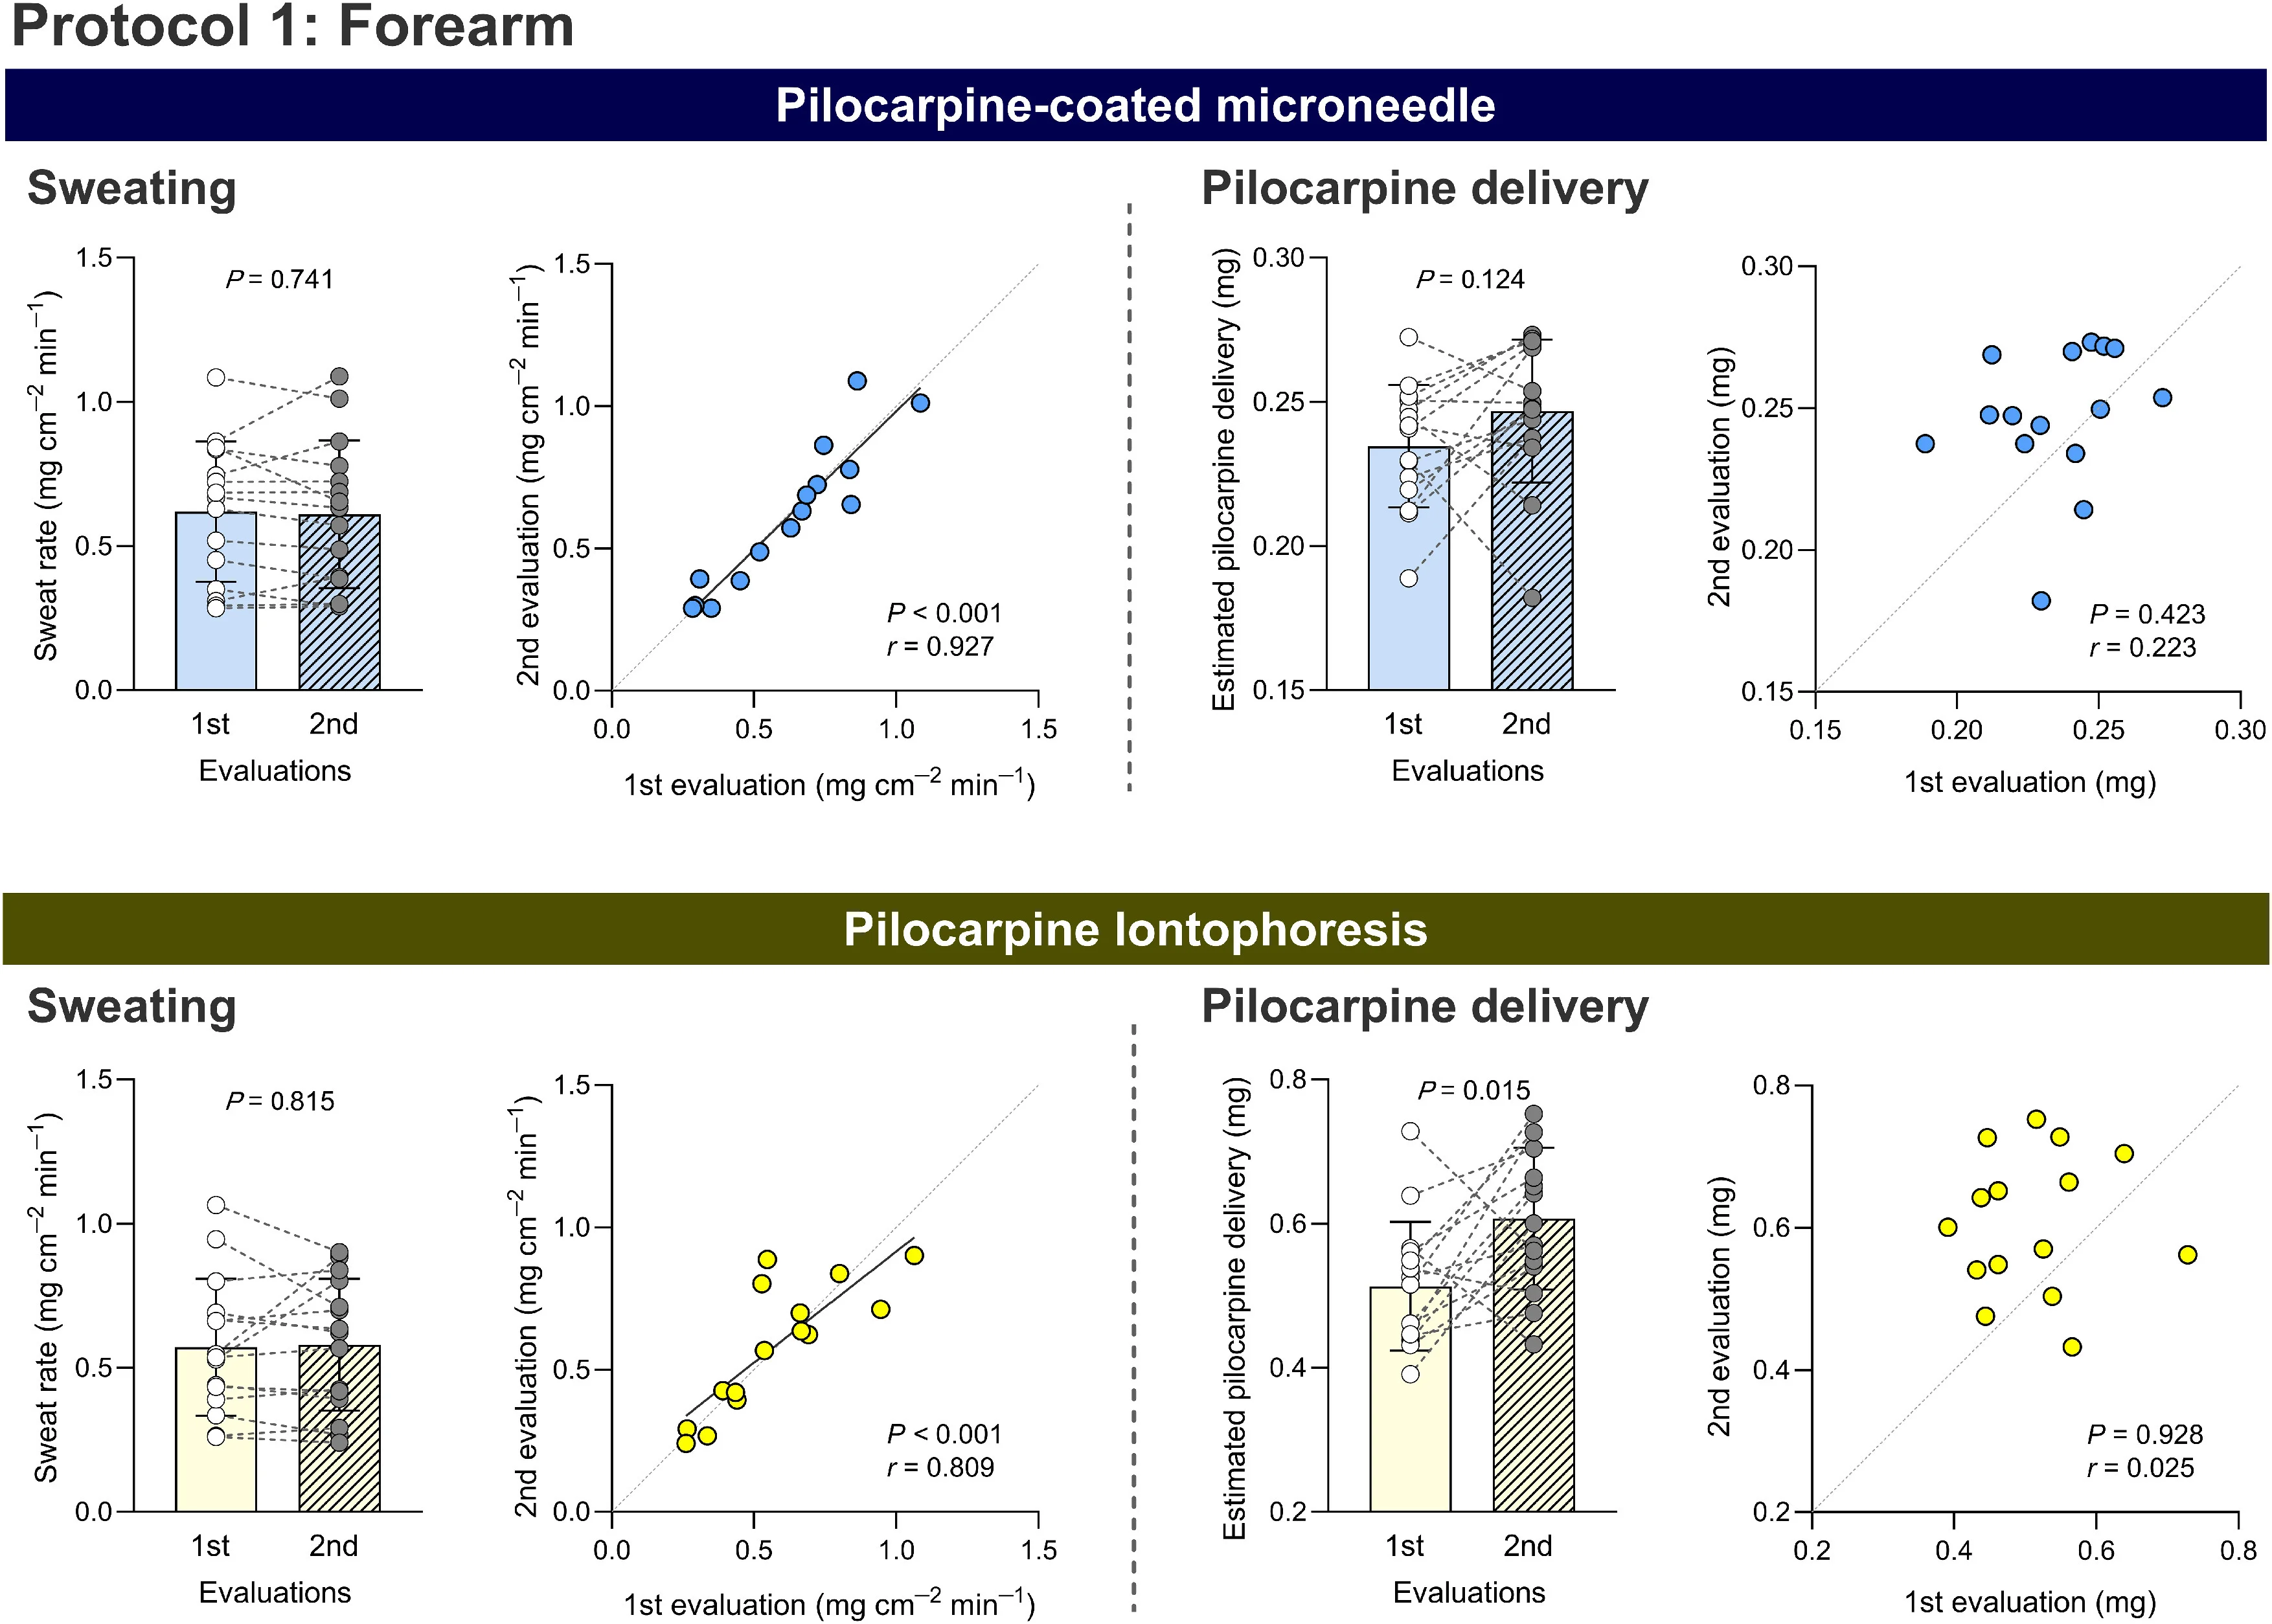 Protocol 1: Forearm
Pilocarpine-coated microneedle
Sweating
Sweat rate (mg cm⁻² min⁻¹)
1.5
1.0
0.5
0.0
P = 0.741
1st
2nd
Evaluations
2nd evaluation (mg cm⁻² min⁻¹)
1.5
1.0
0.5
0.0
P < 0.001
r = 0.927
0.0
0.5
1.0
1.5
1st evaluation (mg cm⁻² min⁻¹)
Pilocarpine delivery
Estimated pilocarpine delivery (mg)
0.30
0.25
0.20
0.15
P = 0.124
1st
2nd
Evaluations
2nd evaluation (mg)
0.30
0.25
0.20
0.15
P = 0.423
r = 0.223
0.15
0.20
0.25
0.30
1st evaluation (mg)
Pilocarpine Iontophoresis
Sweating
Sweat rate (mg cm⁻² min⁻¹)
1.5
1.0
0.5
0.0
P = 0.815
1st
2nd
Evaluations
2nd evaluation (mg cm⁻² min⁻¹)
1.5
1.0
0.5
0.0
P < 0.001
r = 0.809
0.0
0.5
1.0
1.5
1st evaluation (mg cm⁻² min⁻¹)
Pilocarpine delivery
Estimated pilocarpine delivery (mg)
0.8
0.6
0.4
0.2
P = 0.015
1st
2nd
Evaluations
2nd evaluation (mg)
0.8
0.6
0.4
0.2
P = 0.928
r = 0.025
0.2
0.4
0.6
0.8
1st evaluation (mg)